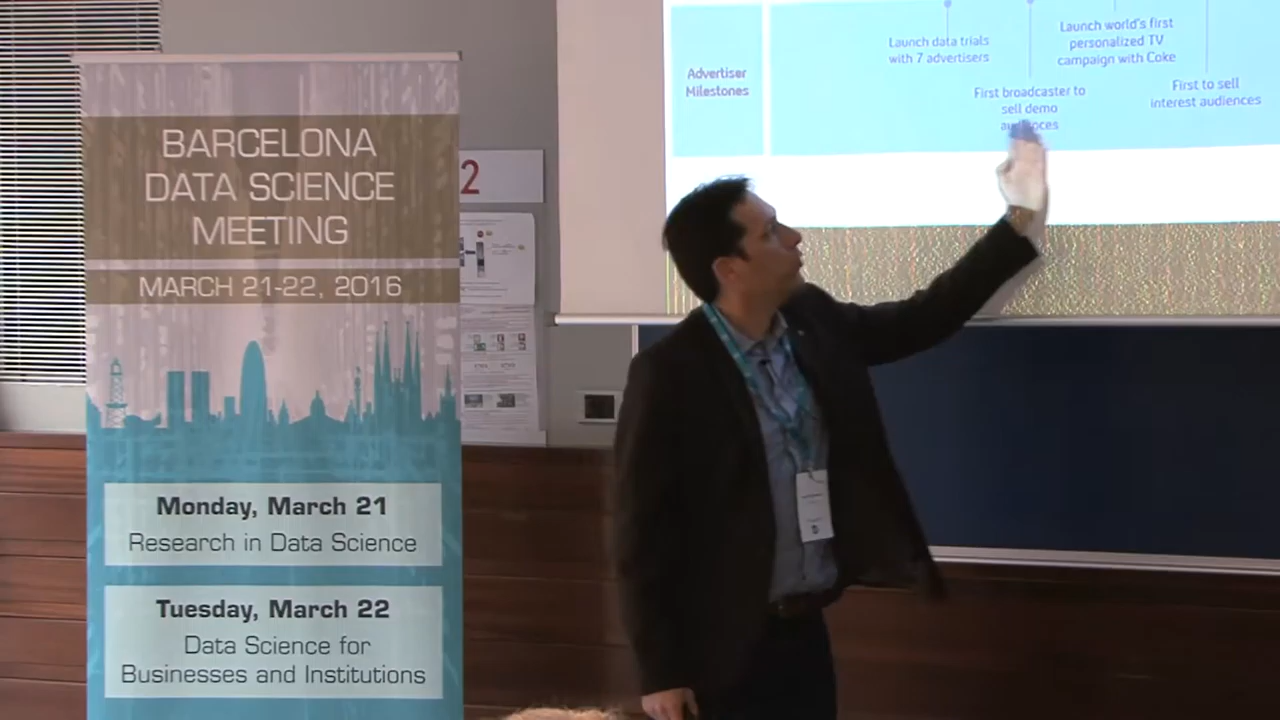 BARCELONA
DATA SCIENCE
MEETING
MARCH 21-22, 2016
Monday, March 21
Research in Data Science
Tuesday, March 22
Data Science for
Businesses and Institutions
2
Advertiser
Milestones
Launch data trials
with 7 advertisers
First broadcaster to
sell demo
audiences
Launch world's first
personalized TV
campaign with Coke
First to sell
interest audiences